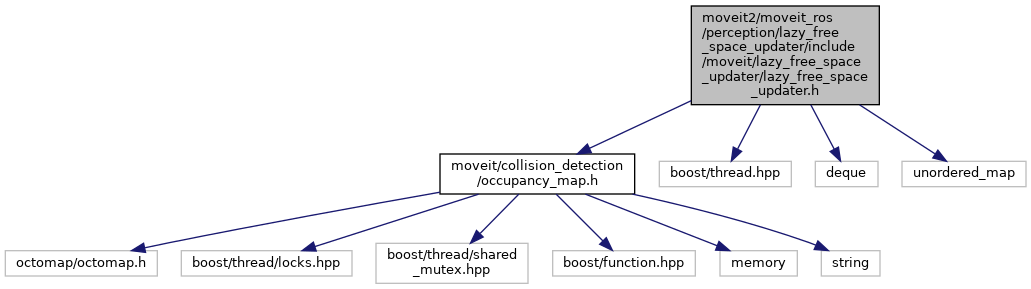 moveit2/moveit_ros
/perception/lazy_free
_space_updater/include
/moveit/lazy_free_space
_updater/lazy_free_space
_updater.h
moveit/collision_detection
/occupancy_map.h
boost/thread.hpp
deque
unordered_map
octomap/octomap.h
boost/thread/locks.hpp
boost/thread/shared
_mutex.hpp
boost/function.hpp
memory
string